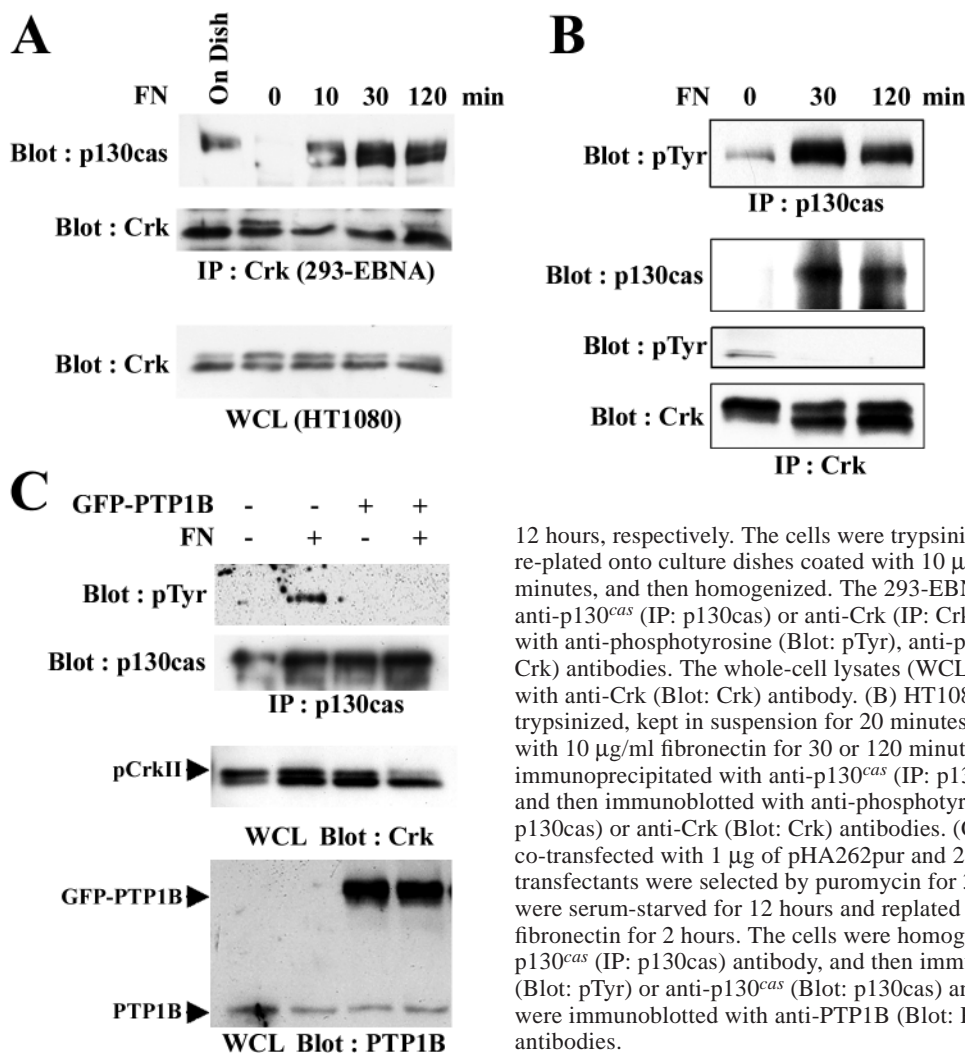 A
On Dish
FN 0 10 30 120 min
Blot : p130cas
Blot : Crk
IP : Crk (293-EBNA)
Blot : Crk
WCL (HT1080)
B
FN 0 30 120 min
Blot : pTyr
IP : p130cas
Blot : p130cas
Blot : pTyr
Blot : Crk
IP : Crk
C
GFP-PTP1B - - + +
FN - + - +
Blot : pTyr
Blot : p130cas
IP : p130cas
pCrkII
WCL Blot : Crk
GFP-PTP1B
PTP1B
WCL Blot : PTP1B
12 hours, respectively. The cells were trypsini
re-plated onto culture dishes coated with 10 μ
minutes, and then homogenized. The 293-EBN
anti-p130cas (IP: p130cas) or anti-Crk (IP: Crk
with anti-phosphotyrosine (Blot: pTyr), anti-p
Crk) antibodies. The whole-cell lysates (WCL
with anti-Crk (Blot: Crk) antibody. (B) HT108
trypsinized, kept in suspension for 20 minutes
with 10 μg/ml fibronectin for 30 or 120 minut
immunoprecipitated with anti-p130cas (IP: p13
and then immunoblotted with anti-phosphotyr
p130cas) or anti-Crk (Blot: Crk) antibodies. (C
co-transfected with 1 μg of pHA262pur and 2
transfectants were selected by puromycin for
were serum-starved for 12 hours and replated
fibronectin for 2 hours. The cells were homog
p130cas (IP: p130cas) antibody, and then immu
(Blot: pTyr) or anti-p130cas (Blot: p130cas) an
were immunoblotted with anti-PTP1B (Blot: P
antibodies.